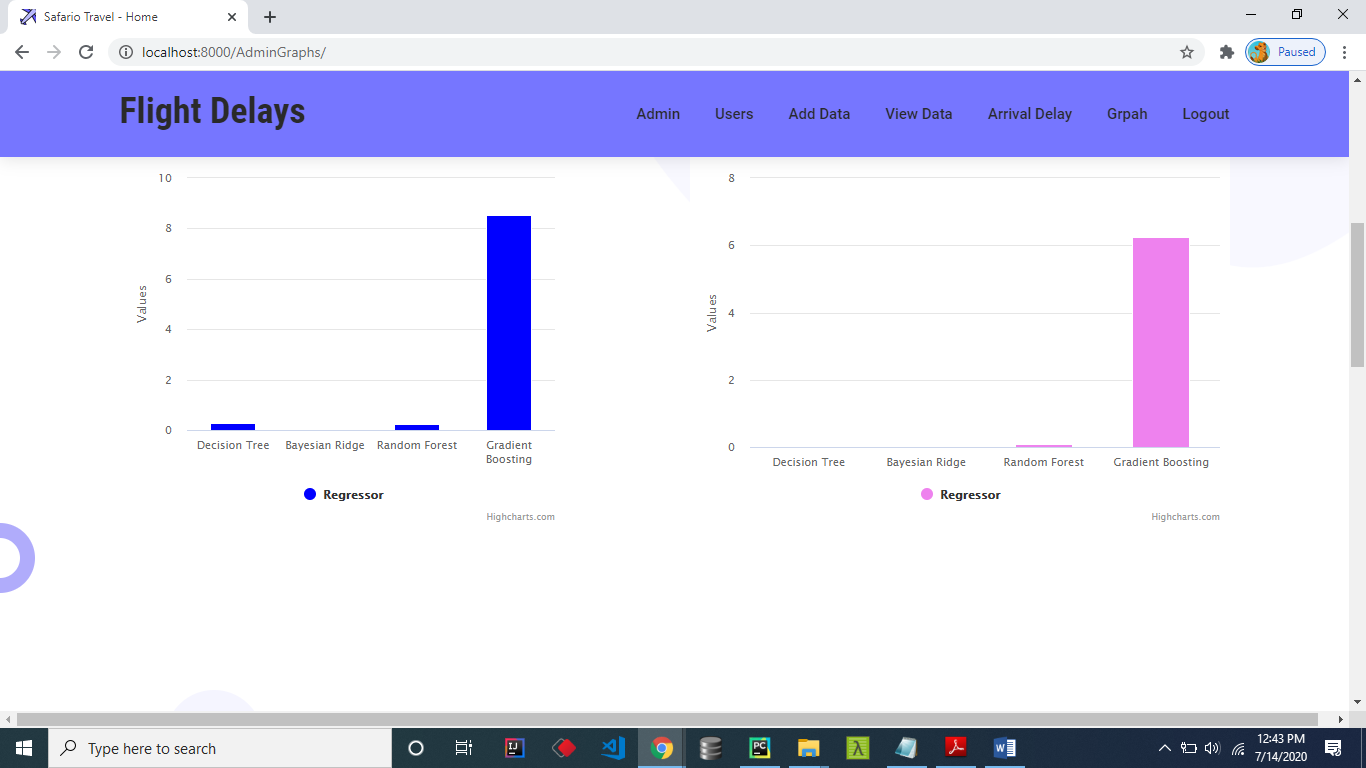 Safario Travel - Home
localhost:8000/AdminGraphs/
Paused
Flight Delays
Admin Users Add Data View Data Arrival Delay Grpah Logout
10
8
6
4
2
0
Values
Decision Tree Bayesian Ridge Random Forest Gradient
Boosting
Regressor
Highcharts.com
8
6
4
2
0
Values
Decision Tree Bayesian Ridge Random Forest Gradient Boosting
Regressor
Highcharts.com
Type here to search
IJ
PC
W
12:43 PM
7/14/2020